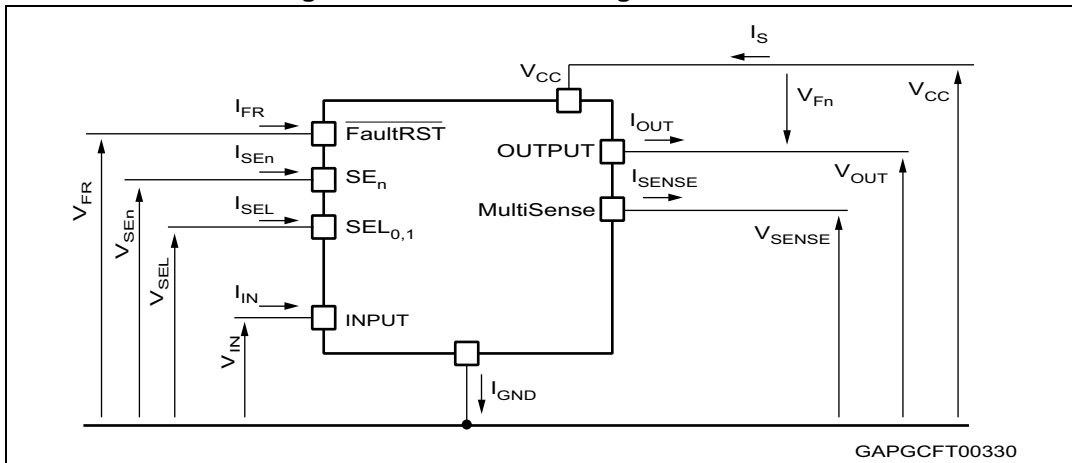 I_S
V_CC
V_Fn
V_CC
I_FR
FaultRST
I_OUT
OUTPUT
I_SEn
SE_n
V_OUT
I_SENSE
MultiSense
V_FR
I_SEL
SEL_0,1
V_SEn
V_SENSE
V_SEL
I_IN
INPUT
V_IN
I_GND
GAPGCFT00330